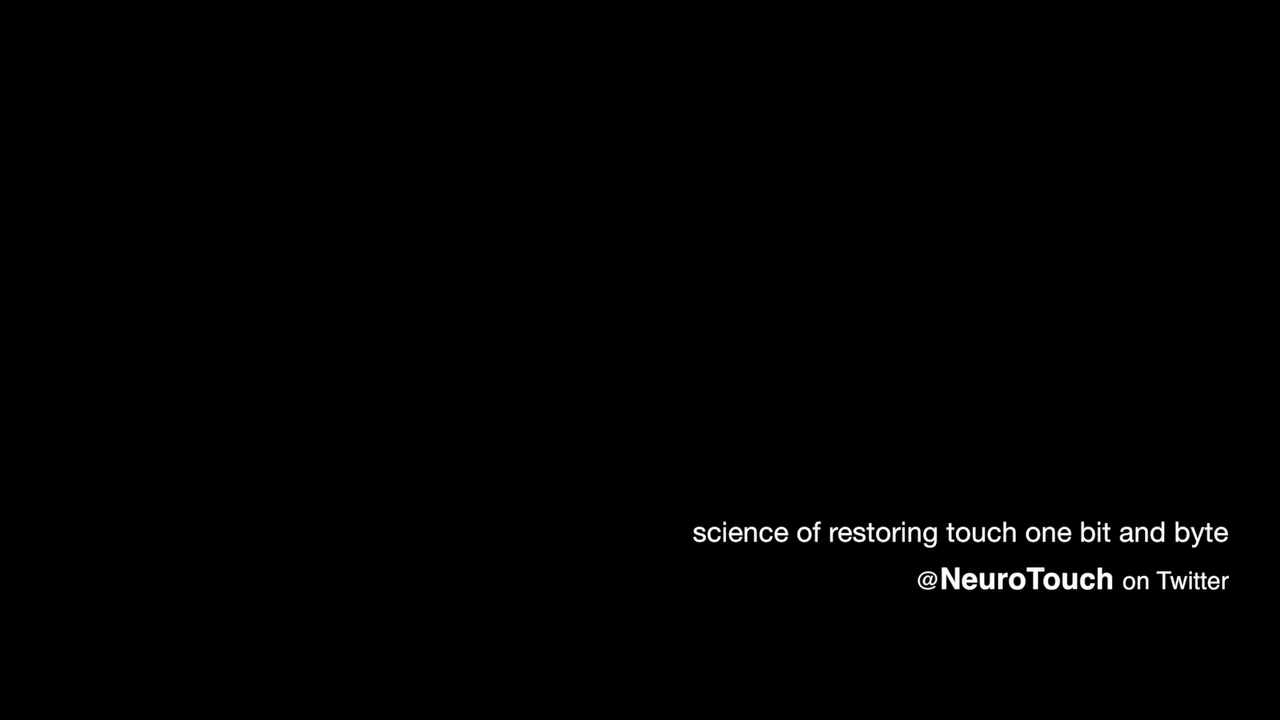 science of restoring touch one bit and byte
@NeuroTouch on Twitter